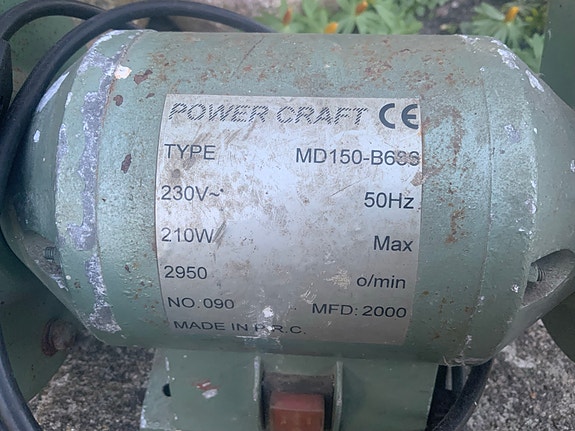 POWER CRAFT CE
TYPE MD150-B6SS
230V~ 50Hz
210W Max
2950 o/min
NO. 090 MFD: 2000
MADE IN P.R.C.